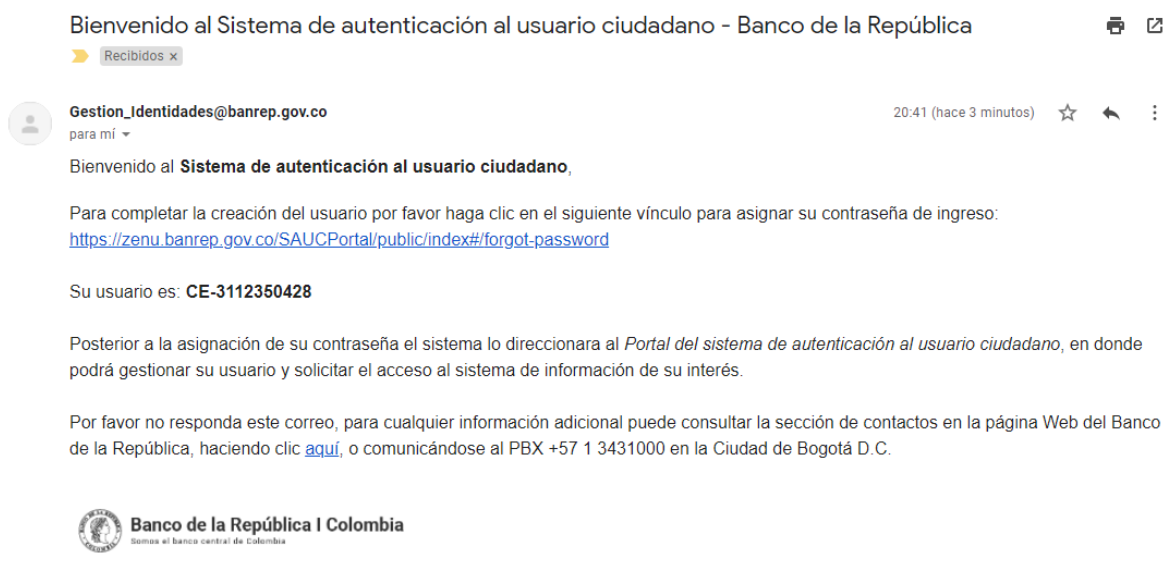 Bienvenido al Sistema de autenticación al usuario ciudadano - Banco de la República
Recibidos x
Gestion_Identidades@banrep.gov.co
20:41 (hace 3 minutos)
para mí
Bienvenido al Sistema de autenticación al usuario ciudadano,
Para completar la creación del usuario por favor haga clic en el siguiente vínculo para asignar su contraseña de ingreso:
https://zenu.banrep.gov.co/SAUCPortal/public/index#/forgot-password
Su usuario es: CE-3112350428
Posterior a la asignación de su contraseña el sistema lo direccionara al Portal del sistema de autenticación al usuario ciudadano, en donde
podrá gestionar su usuario y solicitar el acceso al sistema de información de su interés.
Por favor no responda este correo, para cualquier información adicional puede consultar la sección de contactos en la página Web del Banco
de la República, haciendo clic aquí, o comunicándose al PBX +57 1 3431000 en la Ciudad de Bogotá D.C.
Banco de la República I Colombia
Somos el banco central de Colombia